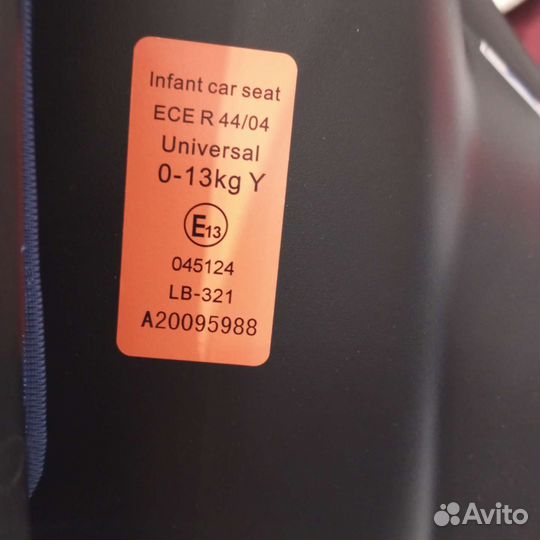 Infant car seat
ECE R 44/04
Universal
0-13kg Y
E13
045124
LB-321
A20095988
Avito